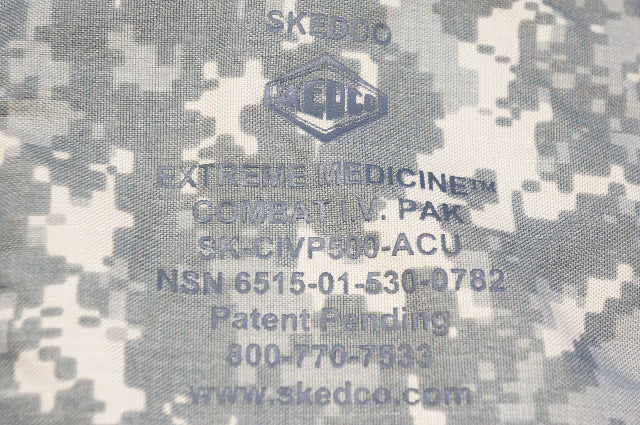 SKEDCO
SKEDCO
EXTREME MEDICINE™
COMBAT I.V. PAK
SK-CIVP500-ACU
NSN 6515-01-530-0782
Patent Pending
800-770-7533
www.skedco.com